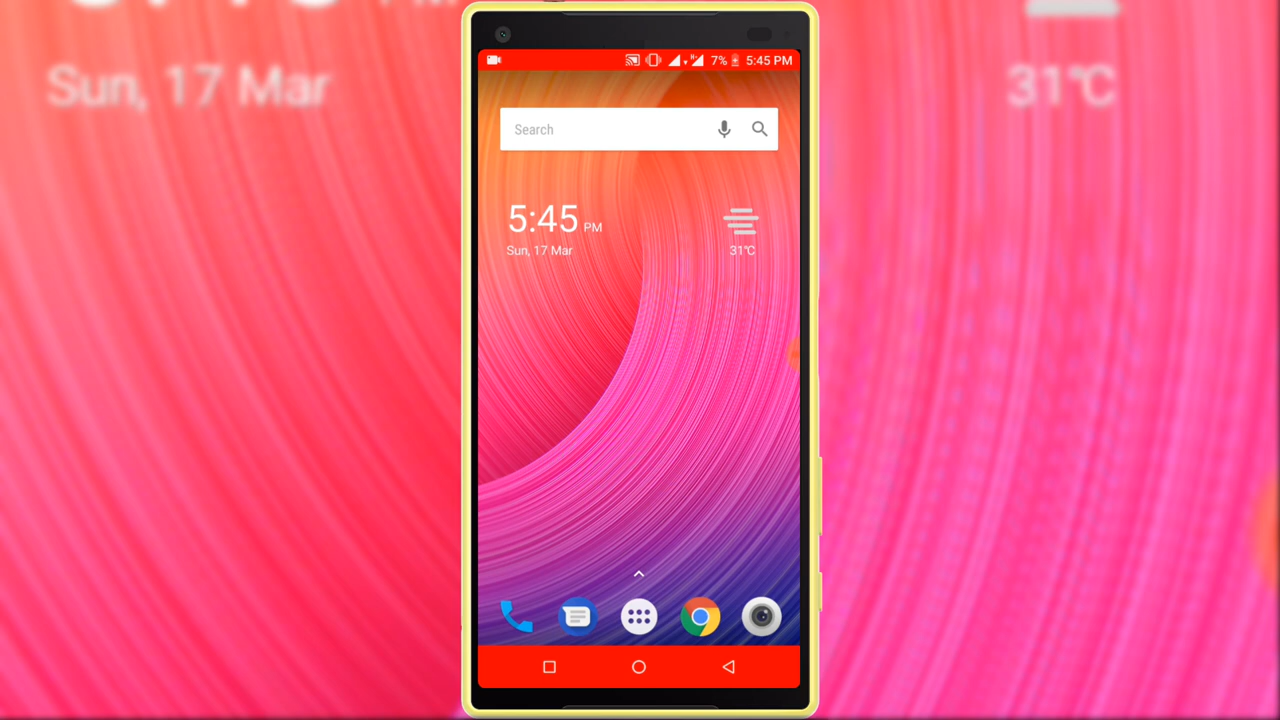 Sun, 17 Mar
31℃
H+ 7% 5:45 PM
Search
5:45 PM
Sun, 17 Mar
31℃